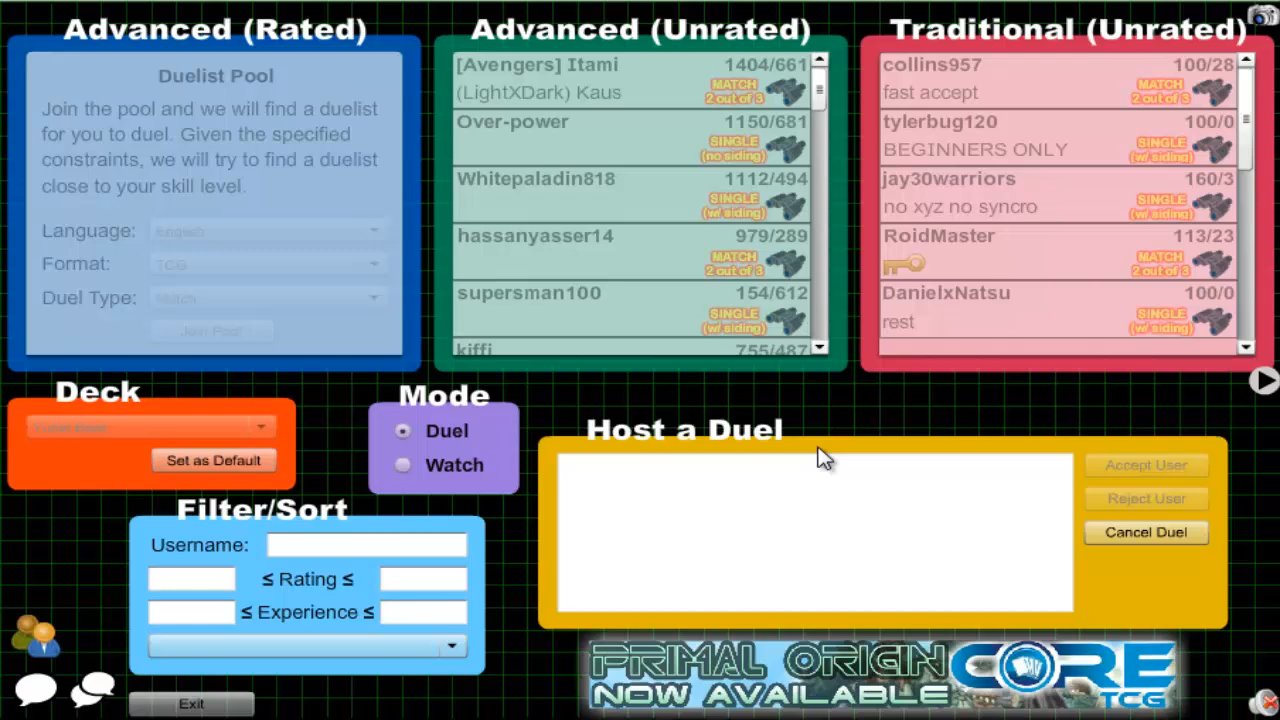 Advanced (Rated)
Duelist Pool
Join the pool and we will find a duelist
for you to duel. Given the specified
constraints, we will try to find a duelist
close to your skill level.
Language: English
Format: TCG
Duel Type: Match
Join Pool
Advanced (Unrated)
[Avengers] Itami 1404/661
(LightXDark) Kaus MATCH
2 out of 3
Over-power 1150/681
SINGLE
(no siding)
Whitepaladin818 1112/494
SINGLE
(w/ siding)
hassanyasser14 979/289
MATCH
2 out of 3
supersman100 154/612
SINGLE
(w/ siding)
kiffi 755/487
Traditional (Unrated)
collins957 100/28
fast accept MATCH
2 out of 3
tylerbug120 100/0
BEGINNERS ONLY SINGLE
(w/ siding)
jay30warriors 160/3
no xyz no syncro SINGLE
(w/ siding)
RoidMaster 113/23
MATCH
2 out of 3
DanielxNatsu 100/0
rest SINGLE
(w/ siding)
Deck
Set as Default
Mode
Duel
Watch
Host a Duel
Accept User
Reject User
Cancel Duel
Filter/Sort
Username:
≤ Rating ≤
≤ Experience ≤
Exit
PRIMAL ORIGIN
NOW AVAILABLE
CORE
TCG